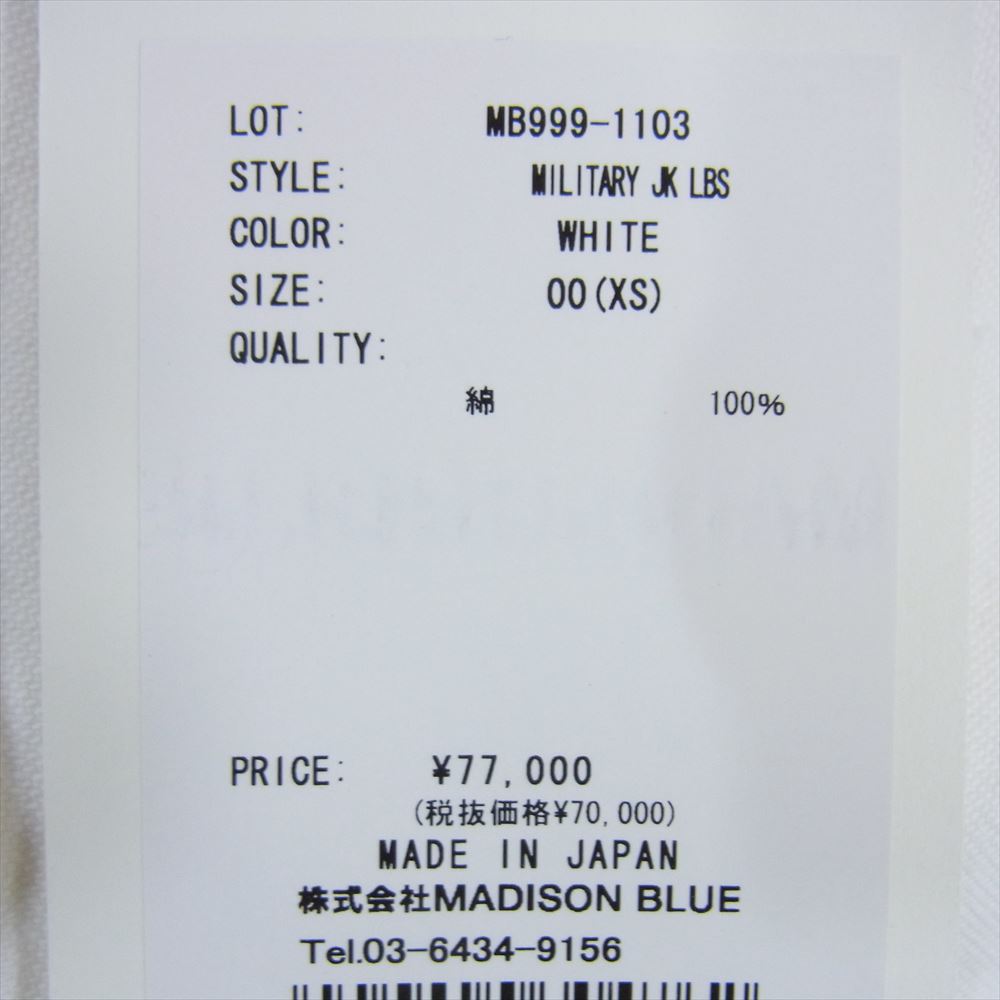 LOT: MB999-1103
STYLE: MILITARY JK LBS
COLOR: WHITE
SIZE: 00(XS)
QUALITY:
綿 100%
PRICE: ¥77,000
(税抜価格¥70,000)
MADE IN JAPAN
株式会社MADISON BLUE
Tel.03-6434-9156